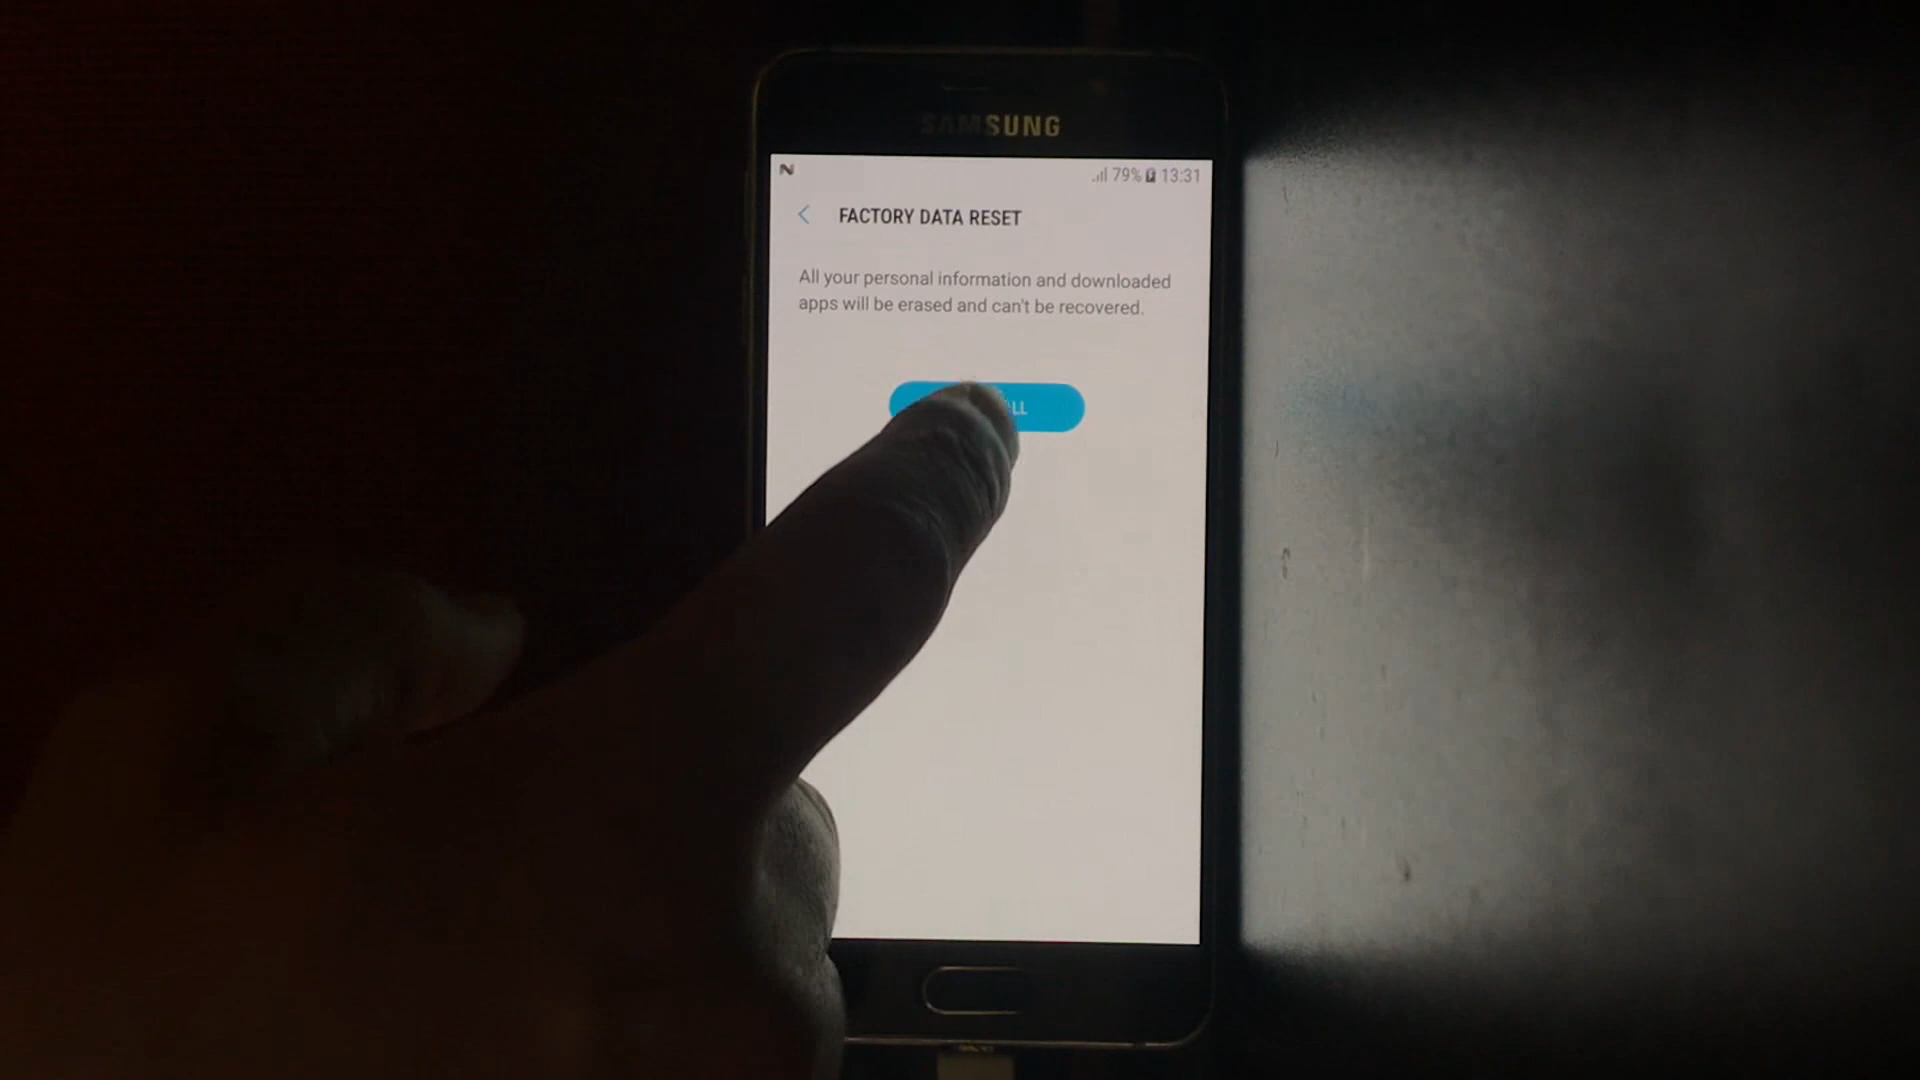 SAMSUNG
79% 13:31
FACTORY DATA RESET
All your personal information and downloaded
apps will be erased and can't be recovered.